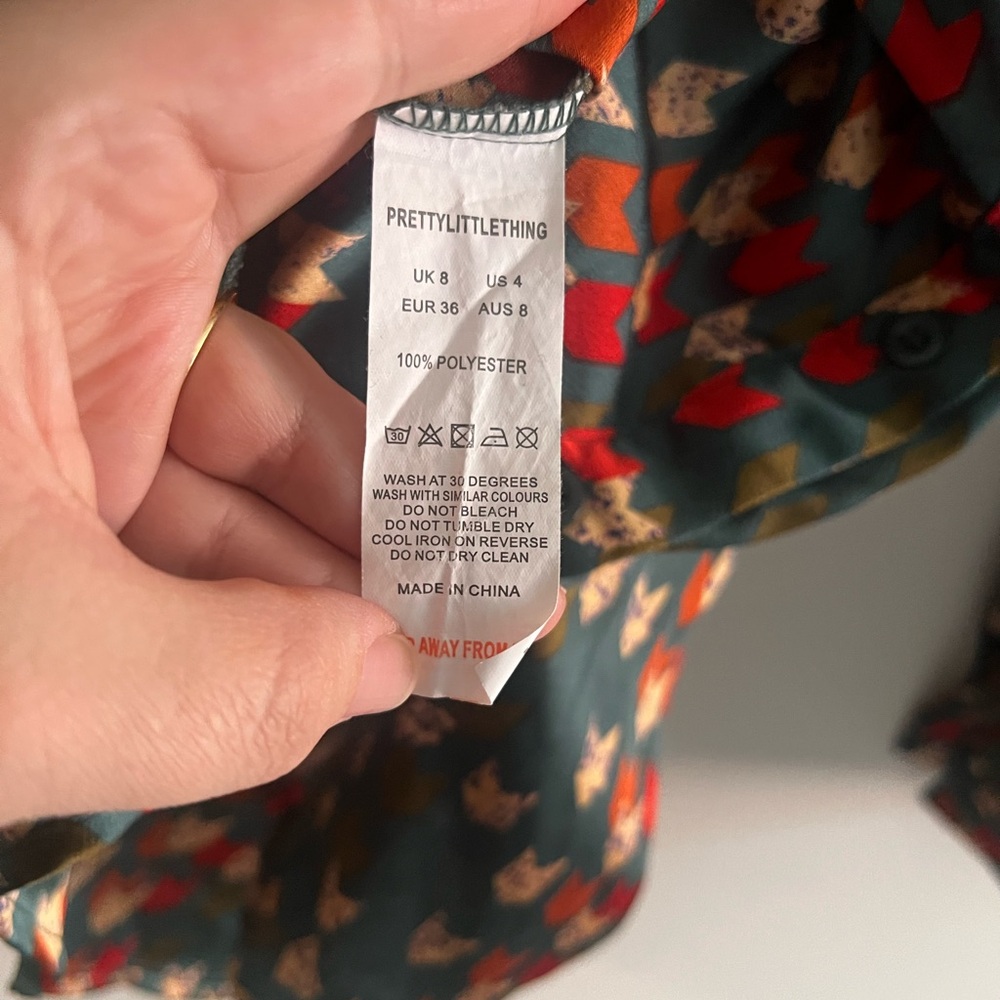 PRETTYLITTLETHING
UK 8 US 4
EUR 36 AUS 8
100% POLYESTER
30
WASH AT 30 DEGREES
WASH WITH SIMILAR COLOURS
DO NOT BLEACH
DO NOT TUMBLE DRY
COOL IRON ON REVERSE
DO NOT DRY CLEAN
MADE IN CHINA
AWAY FROM